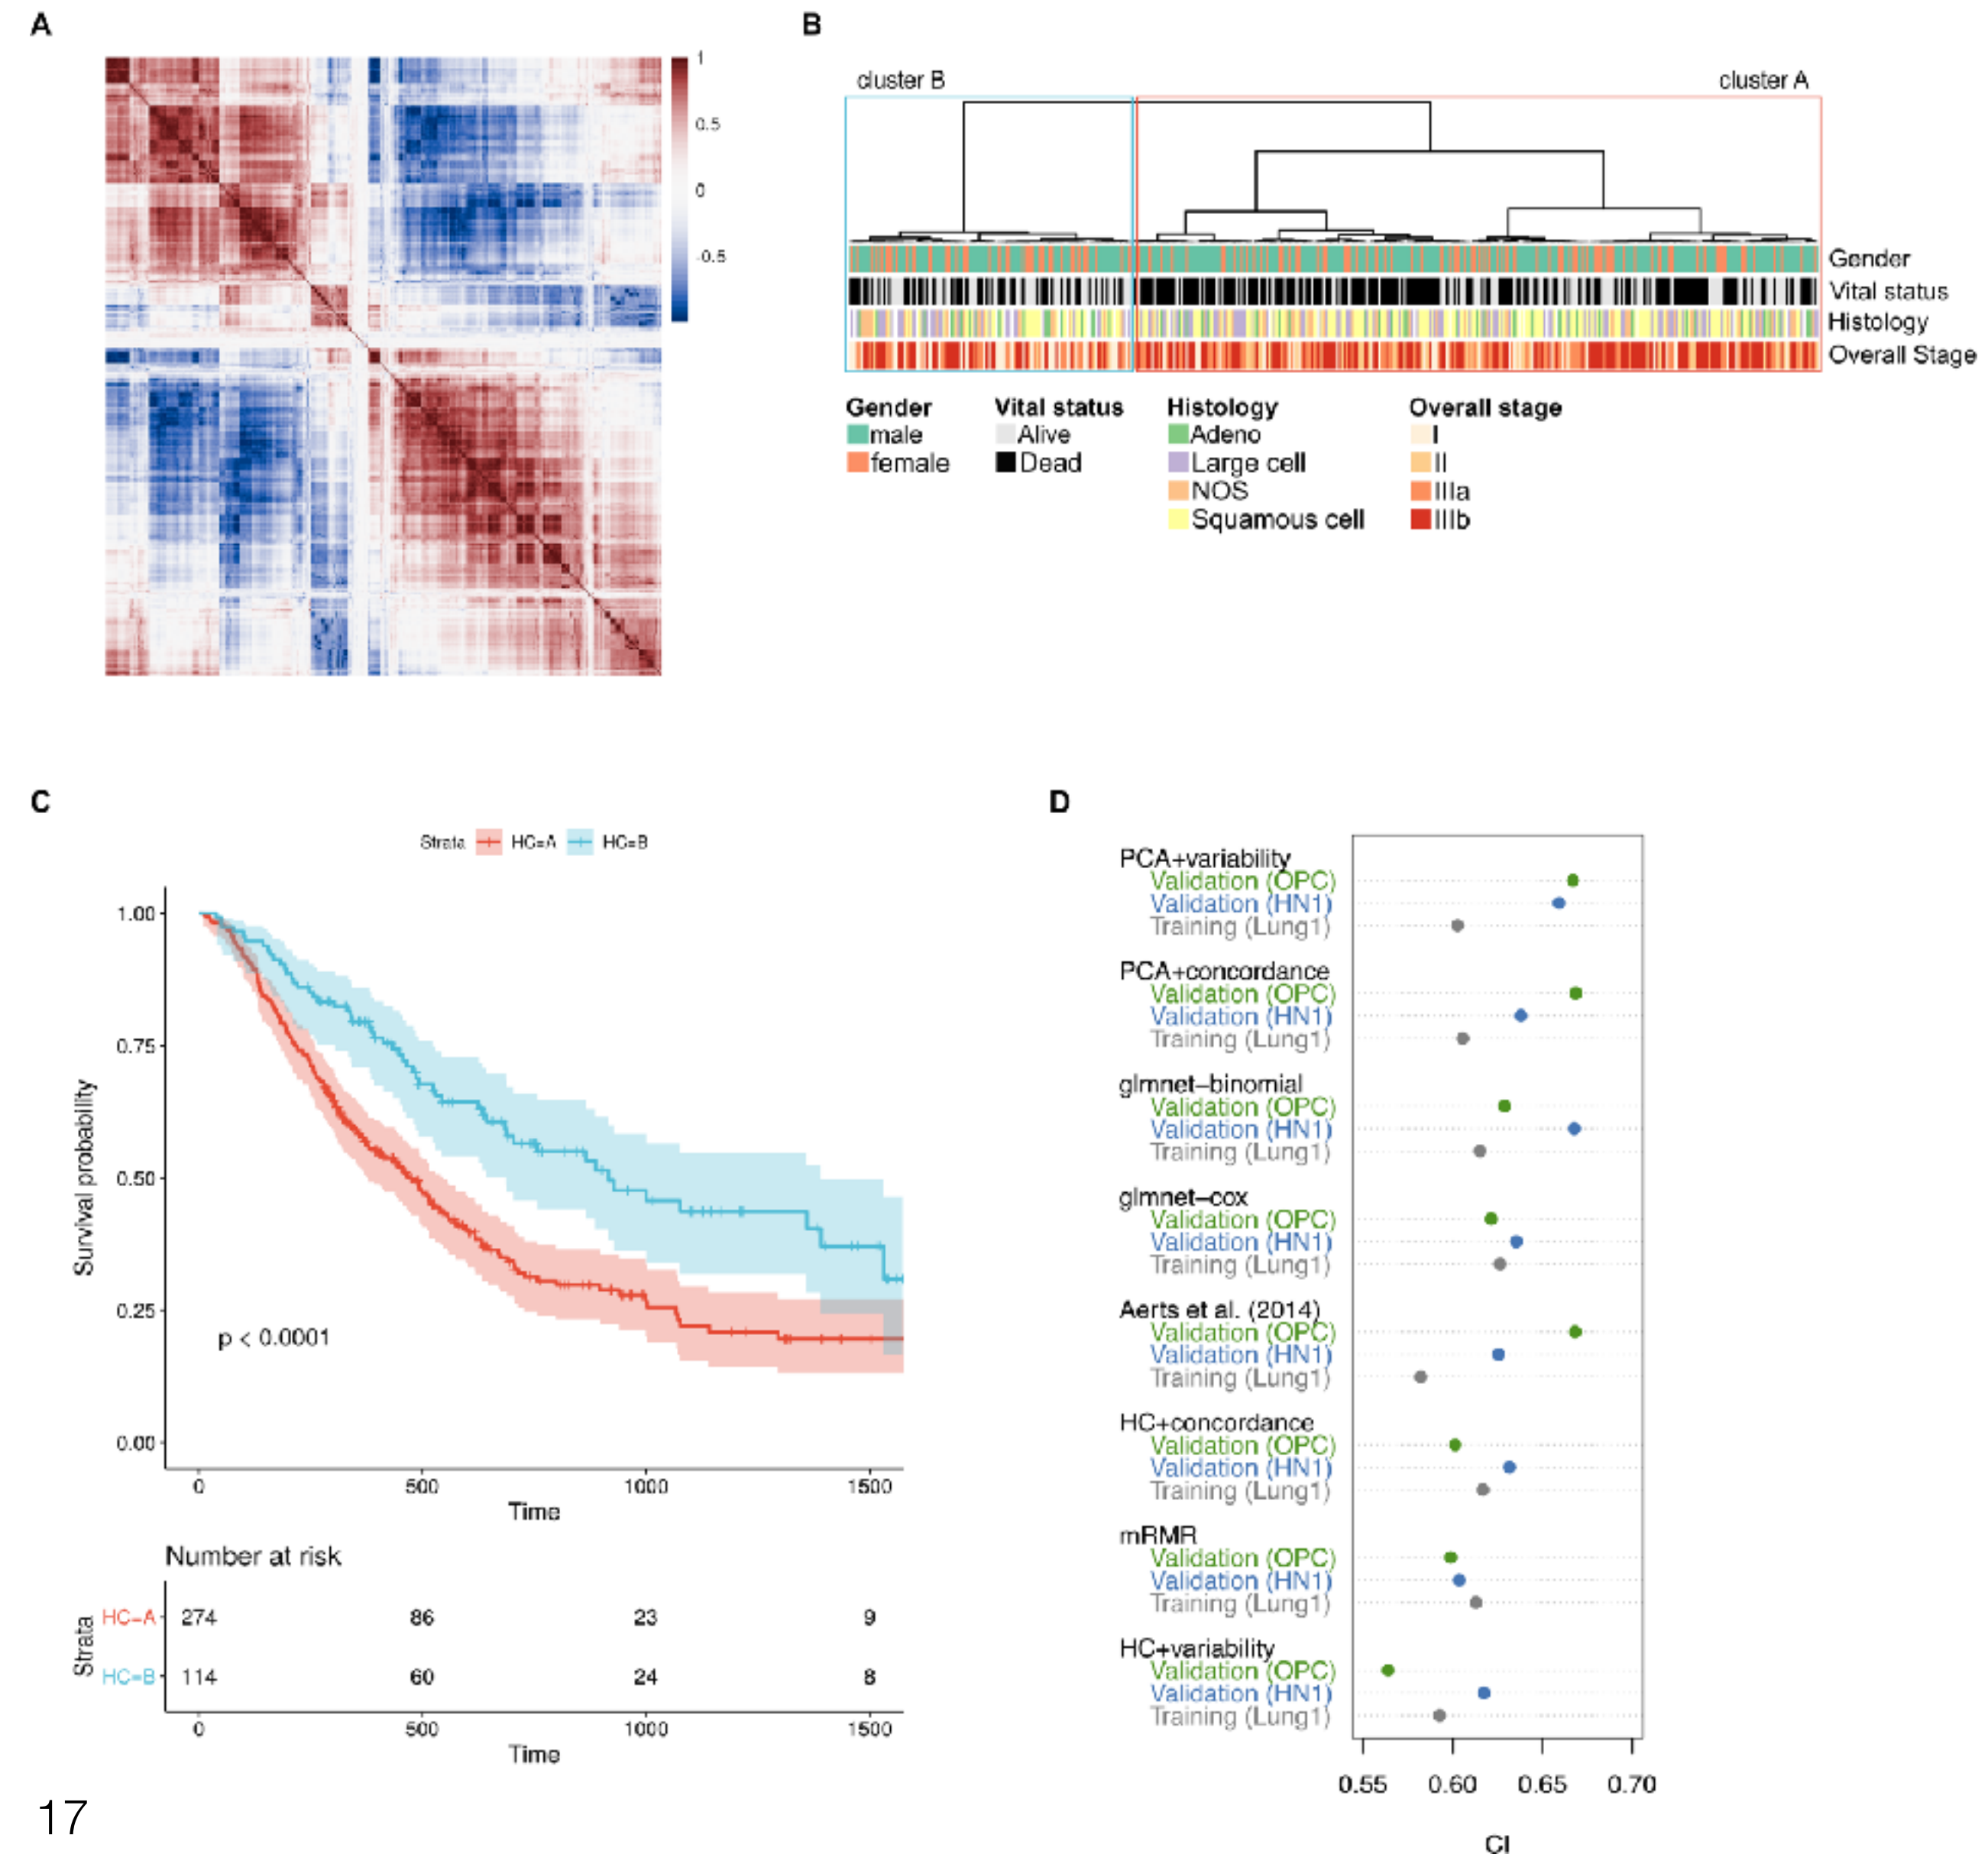 A
1
0.5
0
-0.5
B
cluster B
cluster A
Gender
Vital status
Histology
Overall Stage
Gender
male
female
Vital status
Alive
Dead
Histology
Adeno
Large cell
NOS
Squamous cell
Overall stage
I
II
IIIa
IIIb
C
Strata HC=A HC=B
Survival probability
1.00
0.75
0.50
0.25
0.00
p < 0.0001
0 500 1000 1500
Time
Number at risk
Strata
HC=A 274 86 23 9
HC=B 114 60 24 8
0 500 1000 1500
Time
D
PCA+variability
Validation (OPC)
Validation (HN1)
Training (Lung1)
PCA+concordance
Validation (OPC)
Validation (HN1)
Training (Lung1)
glmnet–binomial
Validation (OPC)
Validation (HN1)
Training (Lung1)
glmnet–cox
Validation (OPC)
Validation (HN1)
Training (Lung1)
Aerts et al. (2014)
Validation (OPC)
Validation (HN1)
Training (Lung1)
HC+concordance
Validation (OPC)
Validation (HN1)
Training (Lung1)
mRMR
Validation (OPC)
Validation (HN1)
Training (Lung1)
HC+variability
Validation (OPC)
Validation (HN1)
Training (Lung1)
0.55 0.60 0.65 0.70
CI
17